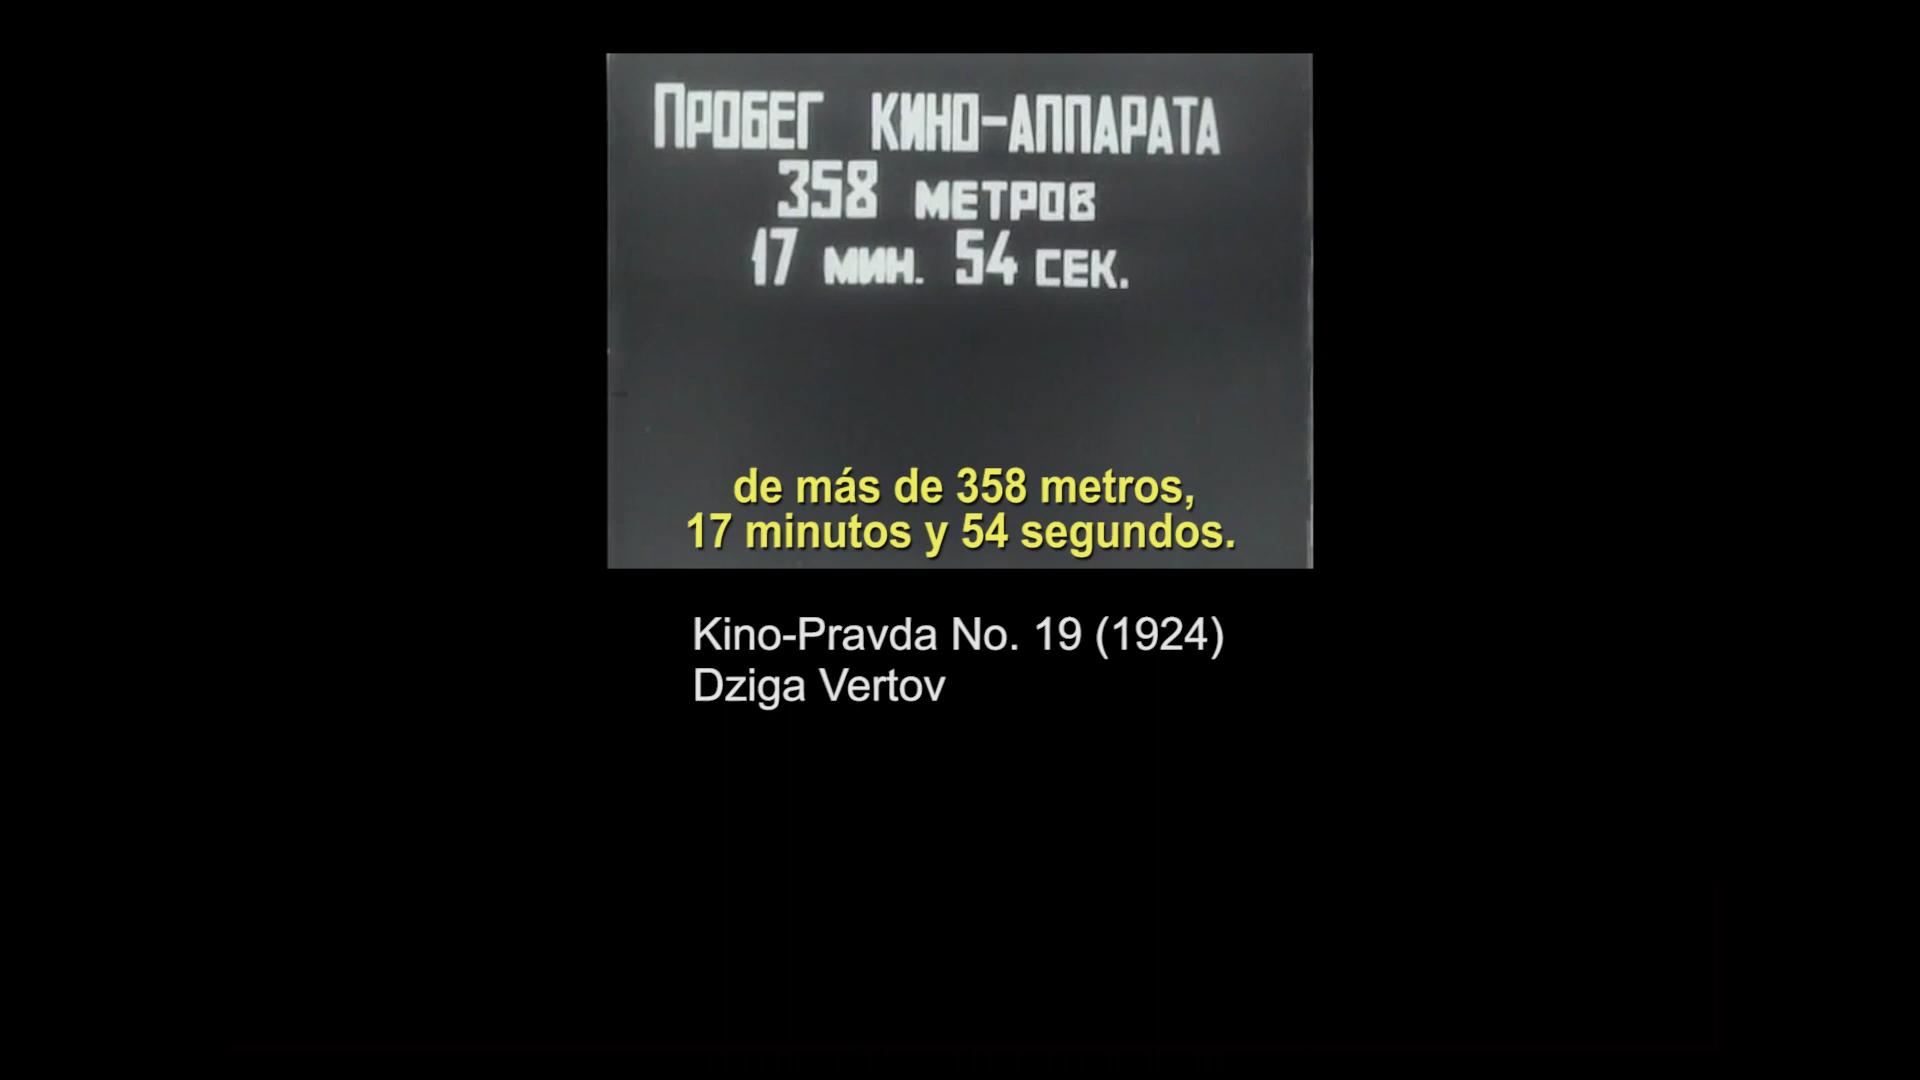 ПРОБЕГ КИНО-АППАРАТА
358 МЕТРОВ
17 МИН. 54 СЕК.
de más de 358 metros,
17 minutos y 54 segundos.
Kino-Pravda No. 19 (1924)
Dziga Vertov